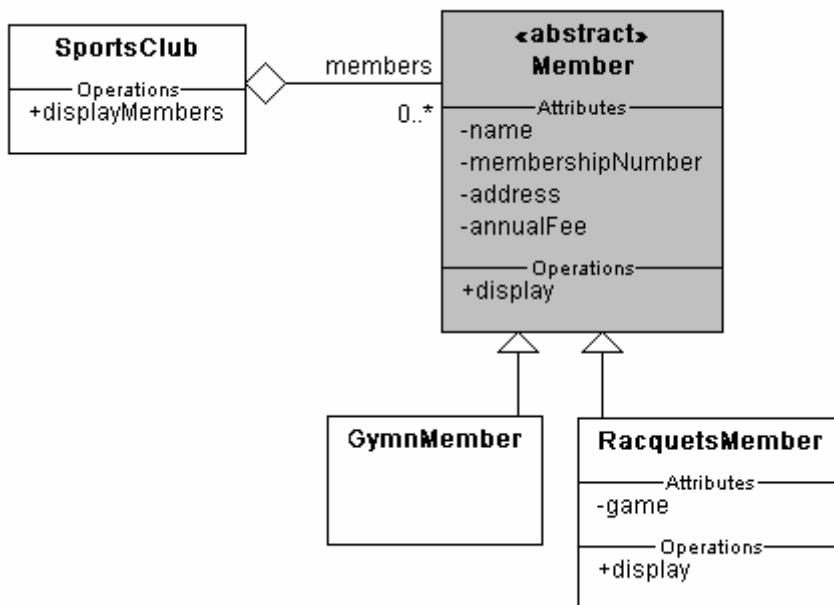 SportsClub
Operations
+displayMembers
members
0..*
«abstract»
Member
Attributes
-name
-membershipNumber
-address
-annualFee
Operations
+display
GymnMember
RacquetsMember
Attributes
-game
Operations
+display